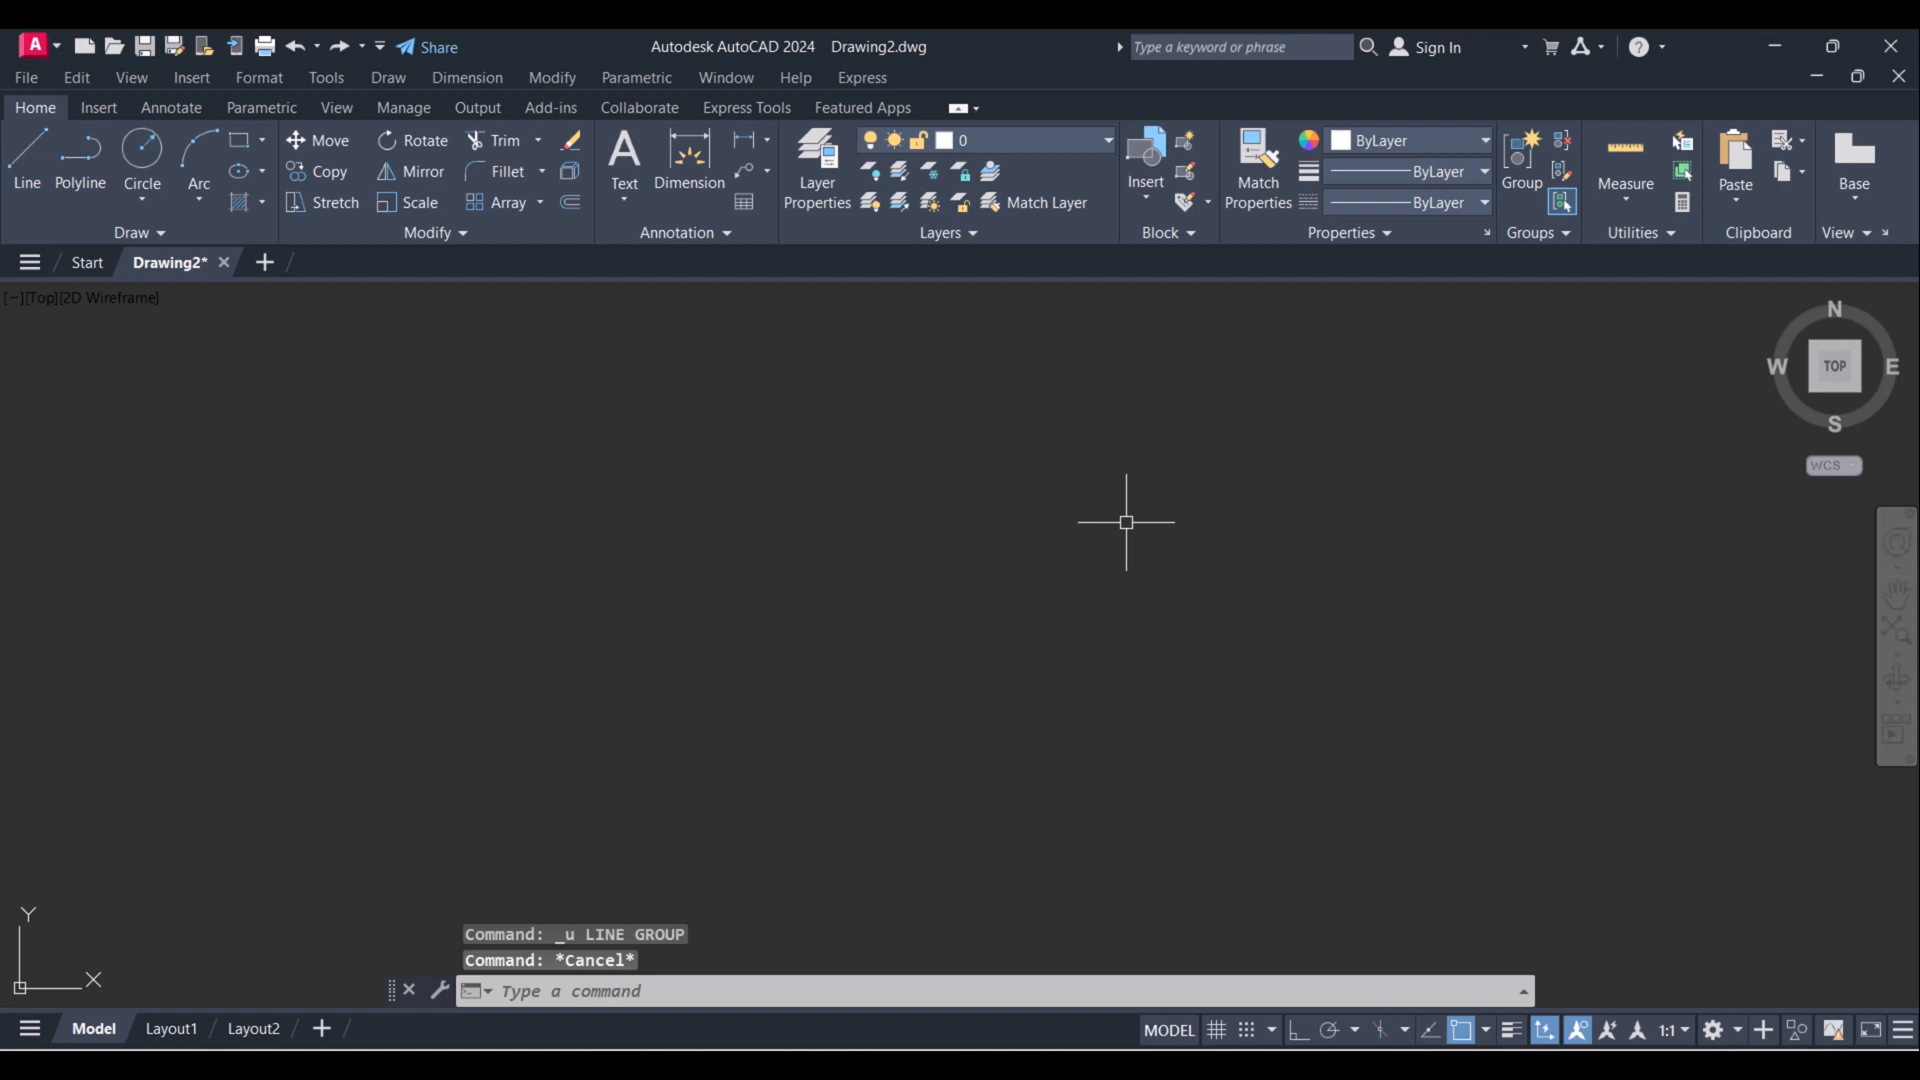 A Share Autodesk AutoCAD 2024 Drawing2.dwg Type a keyword or phrase Sign In ?
File Edit View Insert Format Tools Draw Dimension Modify Parametric Window Help Express
Home Insert Annotate Parametric View Manage Output Add-ins Collaborate Express Tools Featured Apps
Move Rotate Trim 0 ByLayer
Copy Mirror Fillet ByLayer
Line Polyline Circle Arc A Text Dimension Layer Properties Insert Match Properties Group Measure Paste Base
Stretch Scale Array Match Layer ByLayer
Draw Modify Annotation Layers Block Properties Groups Utilities Clipboard View
Start Drawing2*
[−][Top][2D Wireframe]
N
W TOP E
S
WCS
Y
X
Command: _u LINE GROUP
Command: *Cancel*
Type a command
Model Layout1 Layout2 MODEL 1:1